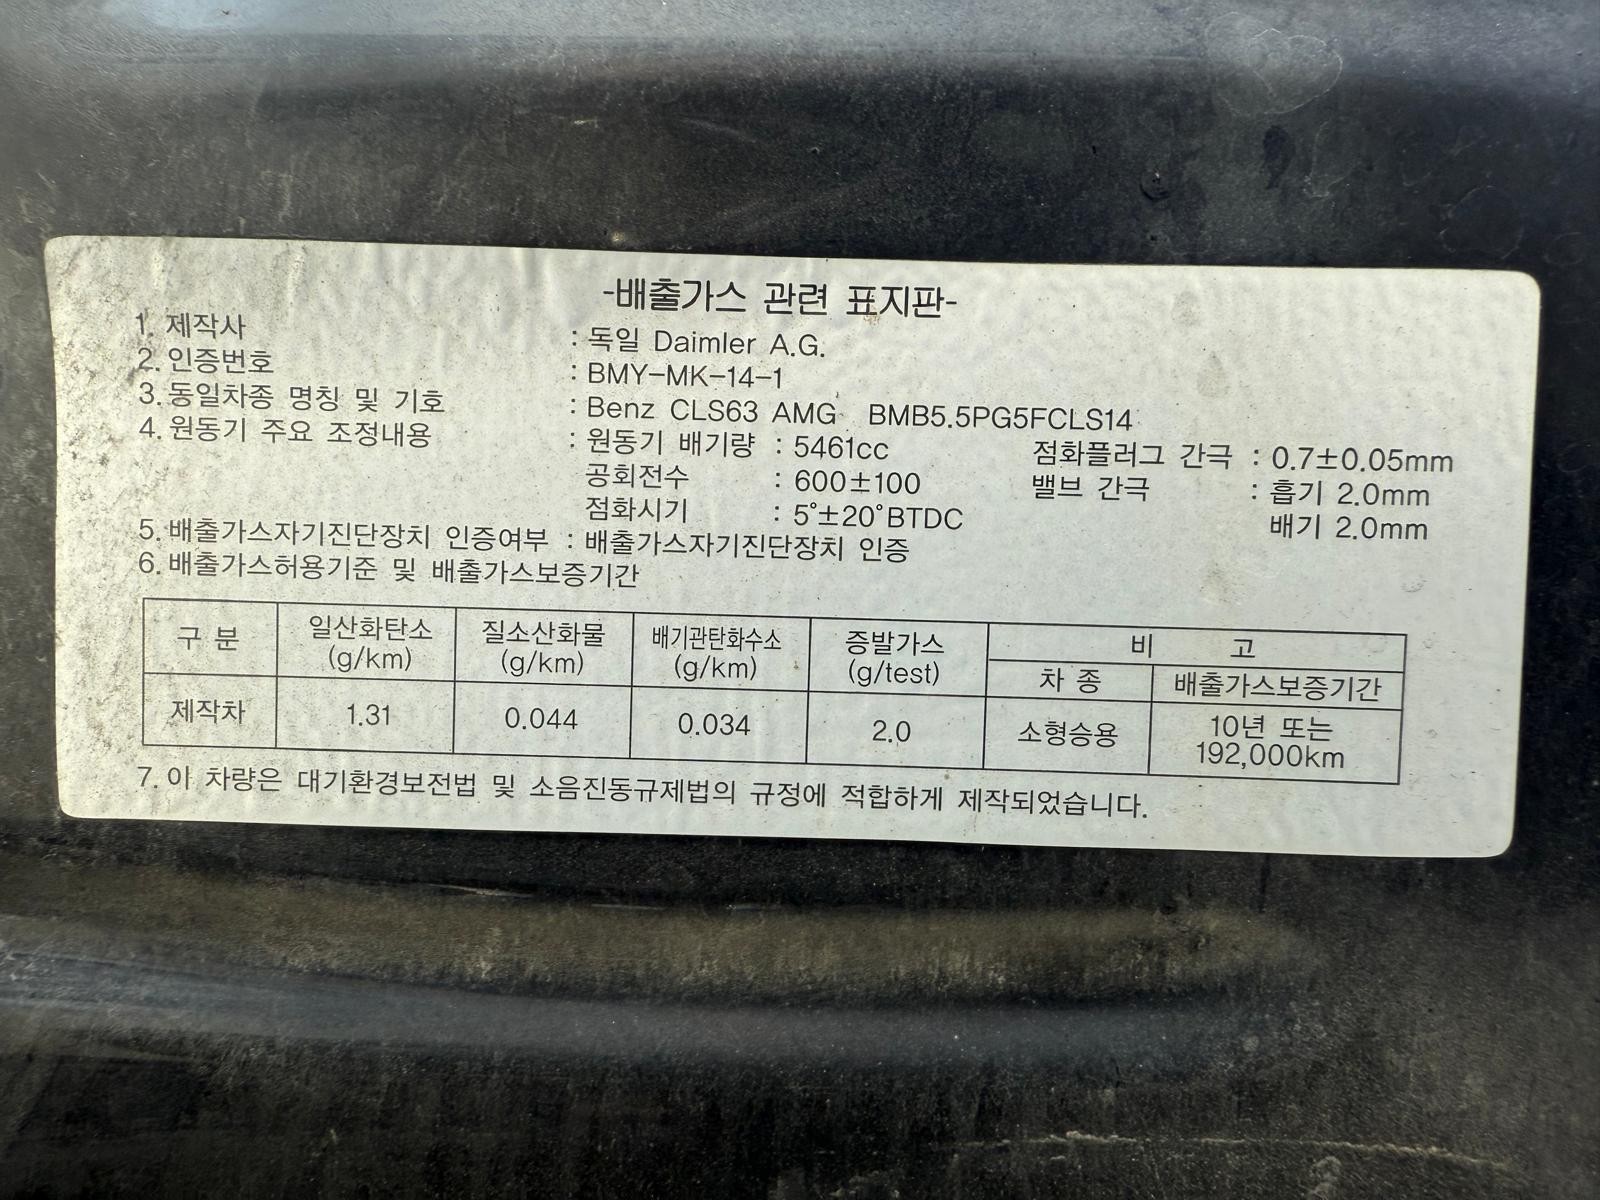 -배출가스 관련 표지판-
1. 제작사 : 독일 Daimler A.G.
2. 인증번호 : BMY-MK-14-1
3. 동일차종 명칭 및 기호 : Benz CLS63 AMG BMB5.5PG5FCLS14
4. 원동기 주요 조정내용 : 원동기 배기량 : 5461cc 점화플러그 간극 : 0.7±0.05mm
공회전수 : 600±100 밸브 간극 : 흡기 2.0mm
점화시기 : 5°±20°BTDC 배기 2.0mm
5. 배출가스자기진단장치 인증여부 : 배출가스자기진단장치 인증
6. 배출가스허용기준 및 배출가스보증기간
구 분 일산화탄소 (g/km) 질소산화물 (g/km) 배기관탄화수소 (g/km) 증발가스 (g/test) 비 고
차 종 배출가스보증기간
제작차 1.31 0.044 0.034 2.0 소형승용 10년 또는 192,000km
7. 이 차량은 대기환경보전법 및 소음진동규제법의 규정에 적합하게 제작되었습니다.